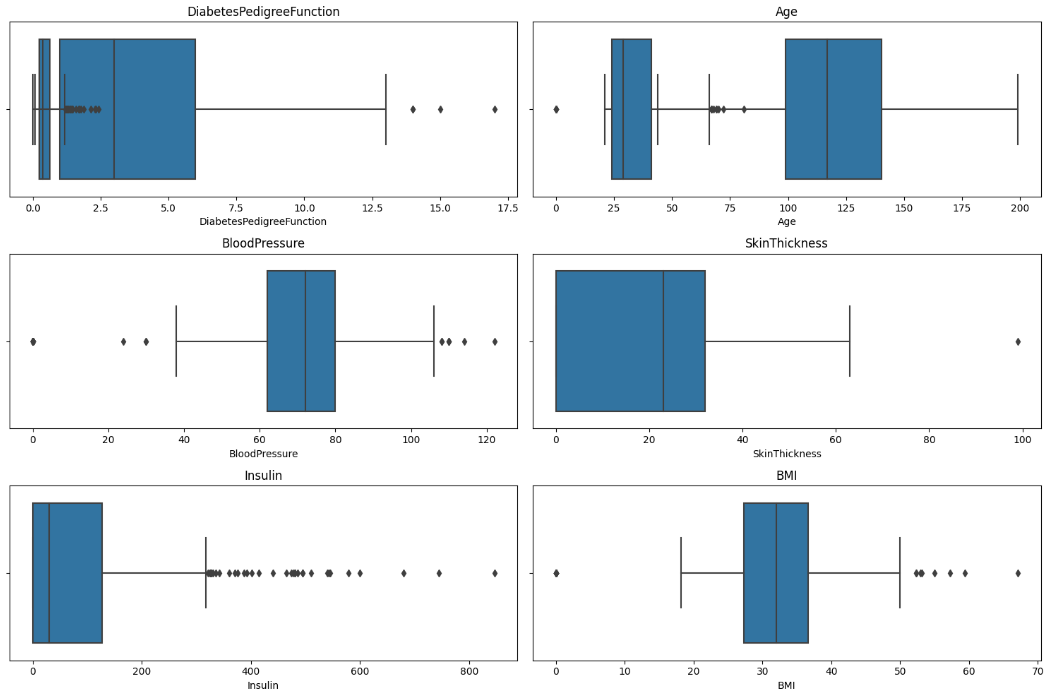 DiabetesPedigreeFunction
Age
0.0 2.5 5.0 7.5 10.0 12.5 15.0 17.5
0 25 50 75 100 125 150 175 200
DiabetesPedigreeFunction
Age
BloodPressure
SkinThickness
0 20 40 60 80 100 120
0 20 40 60 80 100
BloodPressure
SkinThickness
Insulin
BMI
0 200 400 600 800
0 10 20 30 40 50 60 70
Insulin
BMI